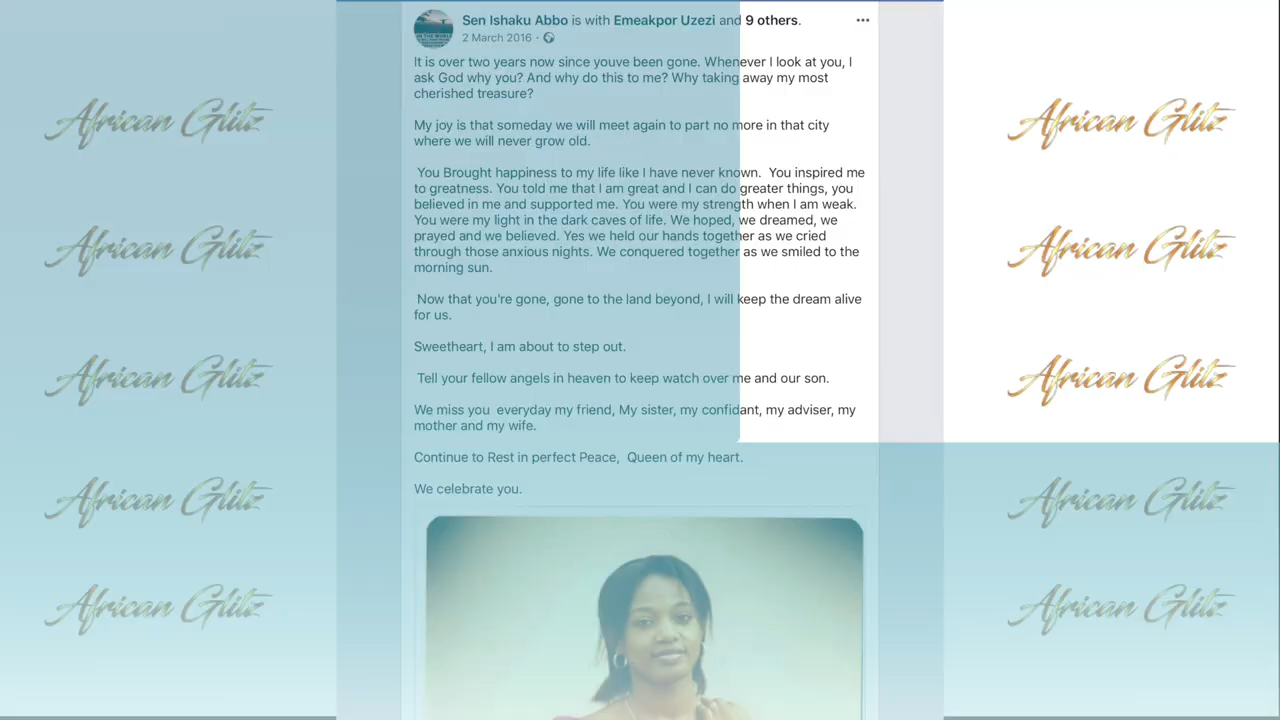 Sen Ishaku Abbo is with Emeakpor Uzezi and 9 others.
2 March 2016
It is over two years now since youve been gone. Whenever I look at you, I
ask God why you? And why do this to me? Why taking away my most
cherished treasure?
My joy is that someday we will meet again to part no more in that city
where we will never grow old.
You Brought happiness to my life like I have never known. You inspired me
to greatness. You told me that I am great and I can do greater things, you
believed in me and supported me. You were my strength when I am weak.
You were my light in the dark caves of life. We hoped, we dreamed, we
prayed and we believed. Yes we held our hands together as we cried
through those anxious nights. We conquered together as we smiled to the
morning sun.
Now that you're gone, gone to the land beyond, I will keep the dream alive
for us.
Sweetheart, I am about to step out.
Tell your fellow angels in heaven to keep watch over me and our son.
We miss you everyday my friend, My sister, my confidant, my adviser, my
mother and my wife.
Continue to Rest in perfect Peace, Queen of my heart.
We celebrate you.
African Glitz
African Glitz
African Glitz
African Glitz
African Glitz
African Glitz
African Glitz
African Glitz
African Glitz
African Glitz